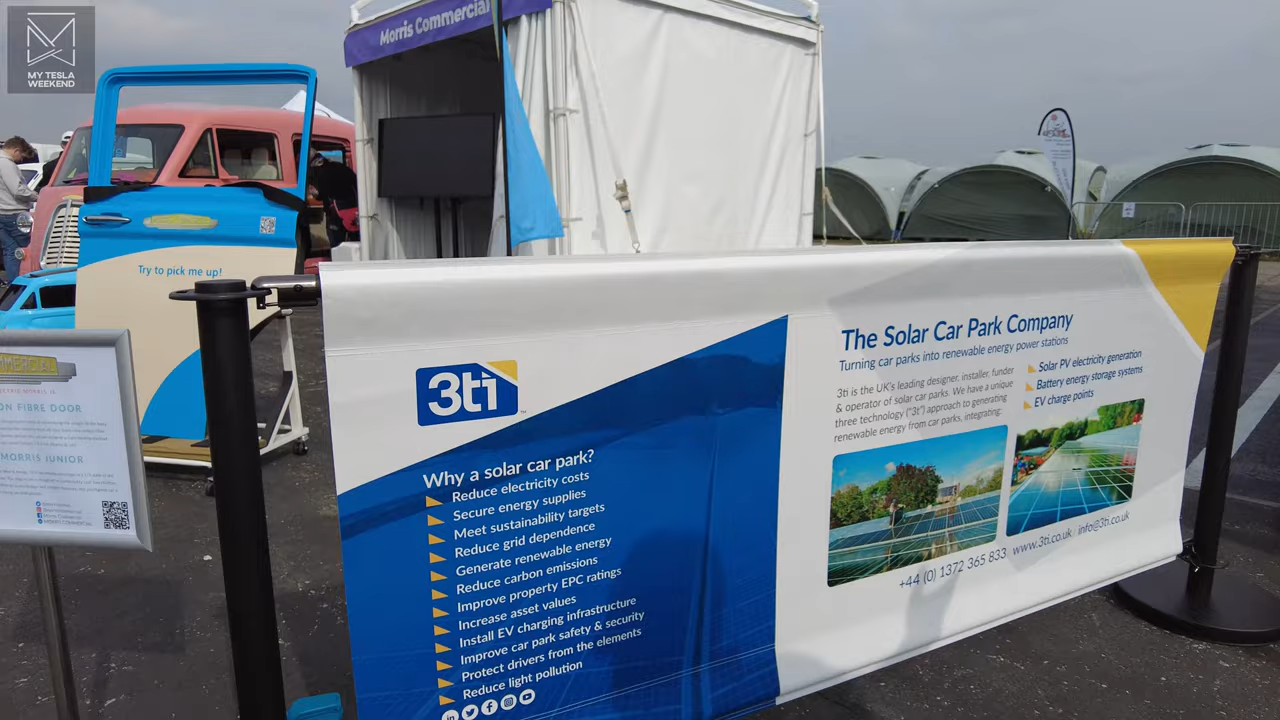 MY TESLA
WEEKEND
Morris Commercial
Try to pick me up!
ON FIBRE DOOR
MORRIS JUNIOR
3ti
Why a solar car park?
Reduce electricity costs
Secure energy supplies
Meet sustainability targets
Reduce grid dependence
Generate renewable energy
Reduce carbon emissions
Improve property EPC ratings
Increase asset values
Install EV charging infrastructure
Improve car park safety & security
Protect drivers from the elements
Reduce light pollution
The Solar Car Park Company
Turning car parks into renewable energy power stations
3ti is the UK's leading designer, installer, funder
& operator of solar car parks. We have a unique
three technology ("3t") approach to generating
renewable energy from car parks, integrating:
Solar PV electricity generation
Battery energy storage systems
EV charge points
+44 (0) 1372 365 833 www.3ti.co.uk info@3ti.co.uk